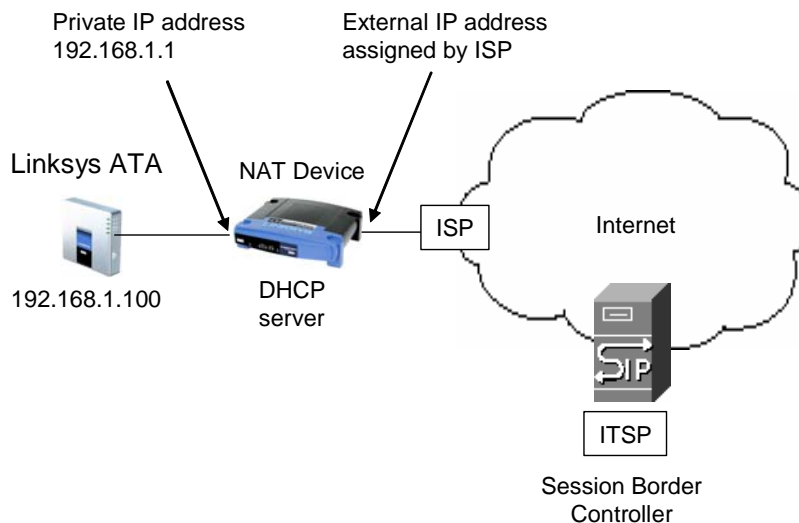 Private IP address
192.168.1.1
External IP address
assigned by ISP
Linksys ATA
NAT Device
ISP
Internet
192.168.1.100
DHCP
server
SIP
ITSP
Session Border
Controller